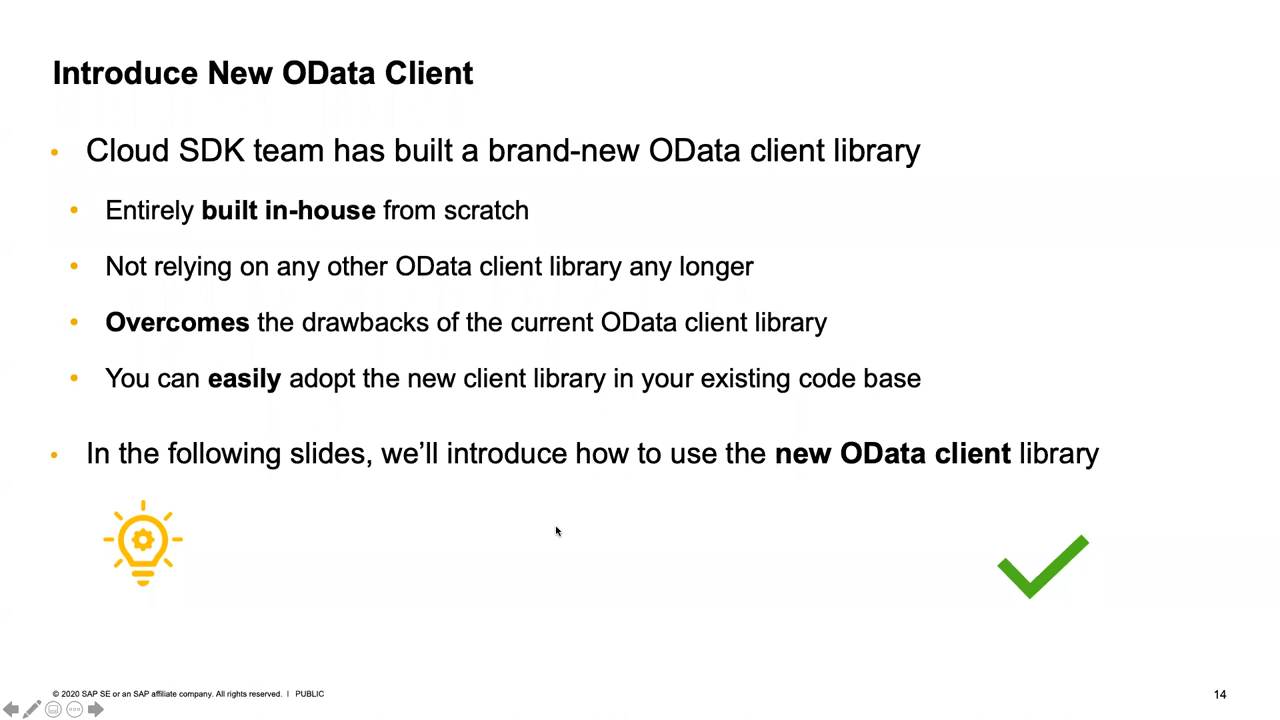 Introduce New OData Client
• Cloud SDK team has built a brand-new OData client library
• Entirely built in-house from scratch
• Not relying on any other OData client library any longer
• Overcomes the drawbacks of the current OData client library
• You can easily adopt the new client library in your existing code base
• In the following slides, we’ll introduce how to use the new OData client library
© 2020 SAP SE or an SAP affiliate company. All rights reserved. | PUBLIC
14